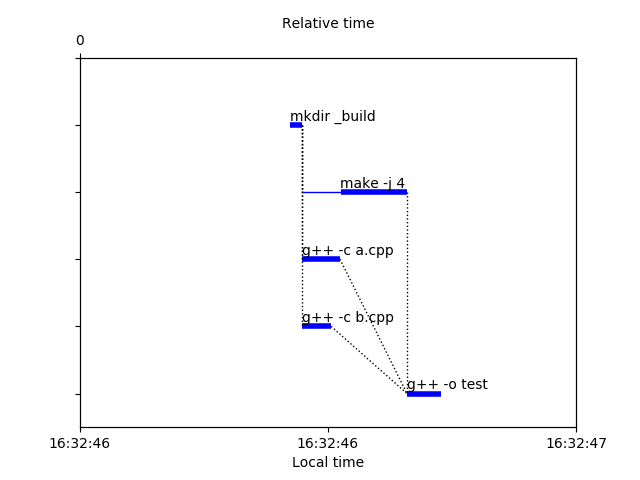 Relative time
0
mkdir _build
make -j 4
g++ -c a.cpp
g++ -c b.cpp
g++ -o test
16:32:46 16:32:46 16:32:47
Local time